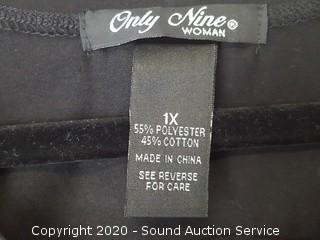 Only Nine®
WOMAN
1X
55% POLYESTER
45% COTTON
MADE IN CHINA
SEE REVERSE
FOR CARE
Copyright 2020 - Sound Auction Service